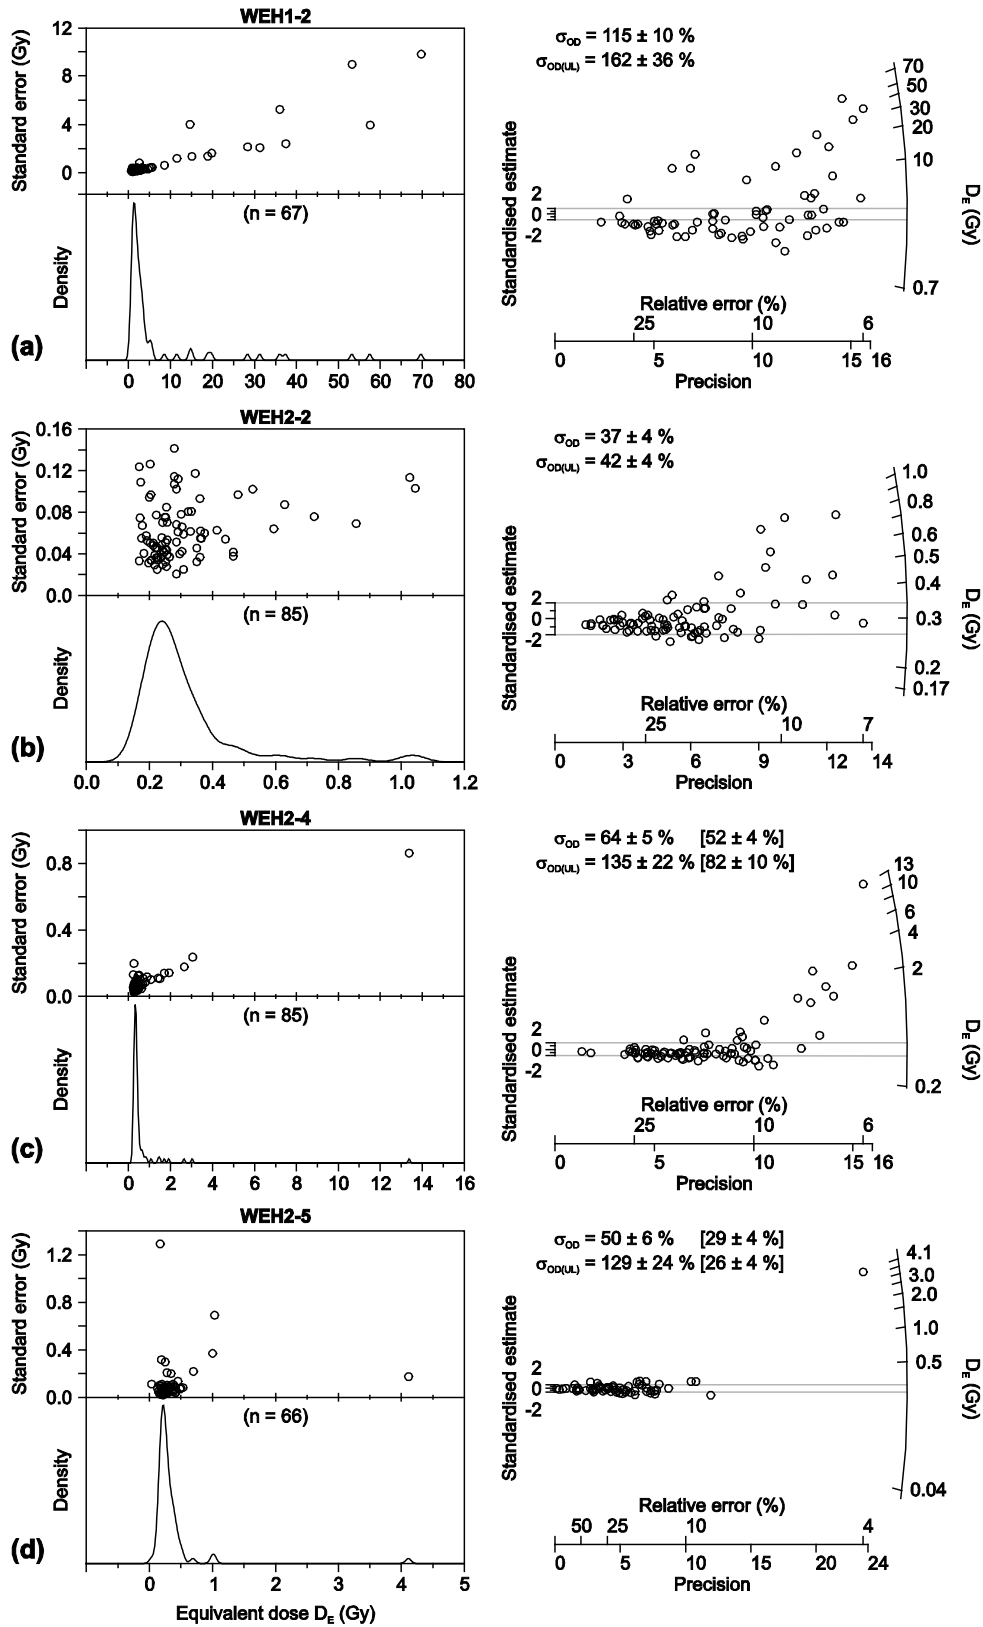 WEH1-2
12
8
4
0
Standard error (Gy)
(n = 67)
Density
(a)
0 10 20 30 40 50 60 70 80
σOD = 115 ± 10 %
σOD(UL) = 162 ± 36 %
70
50
30
20
10
0.7
DE (Gy)
Standardised estimate
2
0
-2
Relative error (%)
25 10 6
0 5 10 15 16
Precision
WEH2-2
0.16
0.12
0.08
0.04
0.0
Standard error (Gy)
(n = 85)
Density
(b)
0.0 0.2 0.4 0.6 0.8 1.0 1.2
σOD = 37 ± 4 %
σOD(UL) = 42 ± 4 %
1.0
0.8
0.6
0.5
0.4
0.3
0.2
0.17
DE (Gy)
Standardised estimate
2
0
-2
Relative error (%)
25 10 7
0 3 6 9 12 14
Precision
WEH2-4
0.8
0.4
0.0
Standard error (Gy)
(n = 85)
Density
(c)
0 2 4 6 8 10 12 14 16
σOD = 64 ± 5 % [52 ± 4 %]
σOD(UL) = 135 ± 22 % [82 ± 10 %]
13
10
6
4
2
0.2
DE (Gy)
Standardised estimate
2
0
-2
Relative error (%)
25 10 6
0 5 10 15 16
Precision
WEH2-5
1.2
0.8
0.4
0.0
Standard error (Gy)
(n = 66)
Density
(d)
0 1 2 3 4 5
Equivalent dose DE (Gy)
σOD = 50 ± 6 % [29 ± 4 %]
σOD(UL) = 129 ± 24 % [26 ± 4 %]
4.1
3.0
2.0
1.0
0.5
0.04
DE (Gy)
Standardised estimate
2
0
-2
Relative error (%)
50 25 10 4
0 5 10 15 20 24
Precision